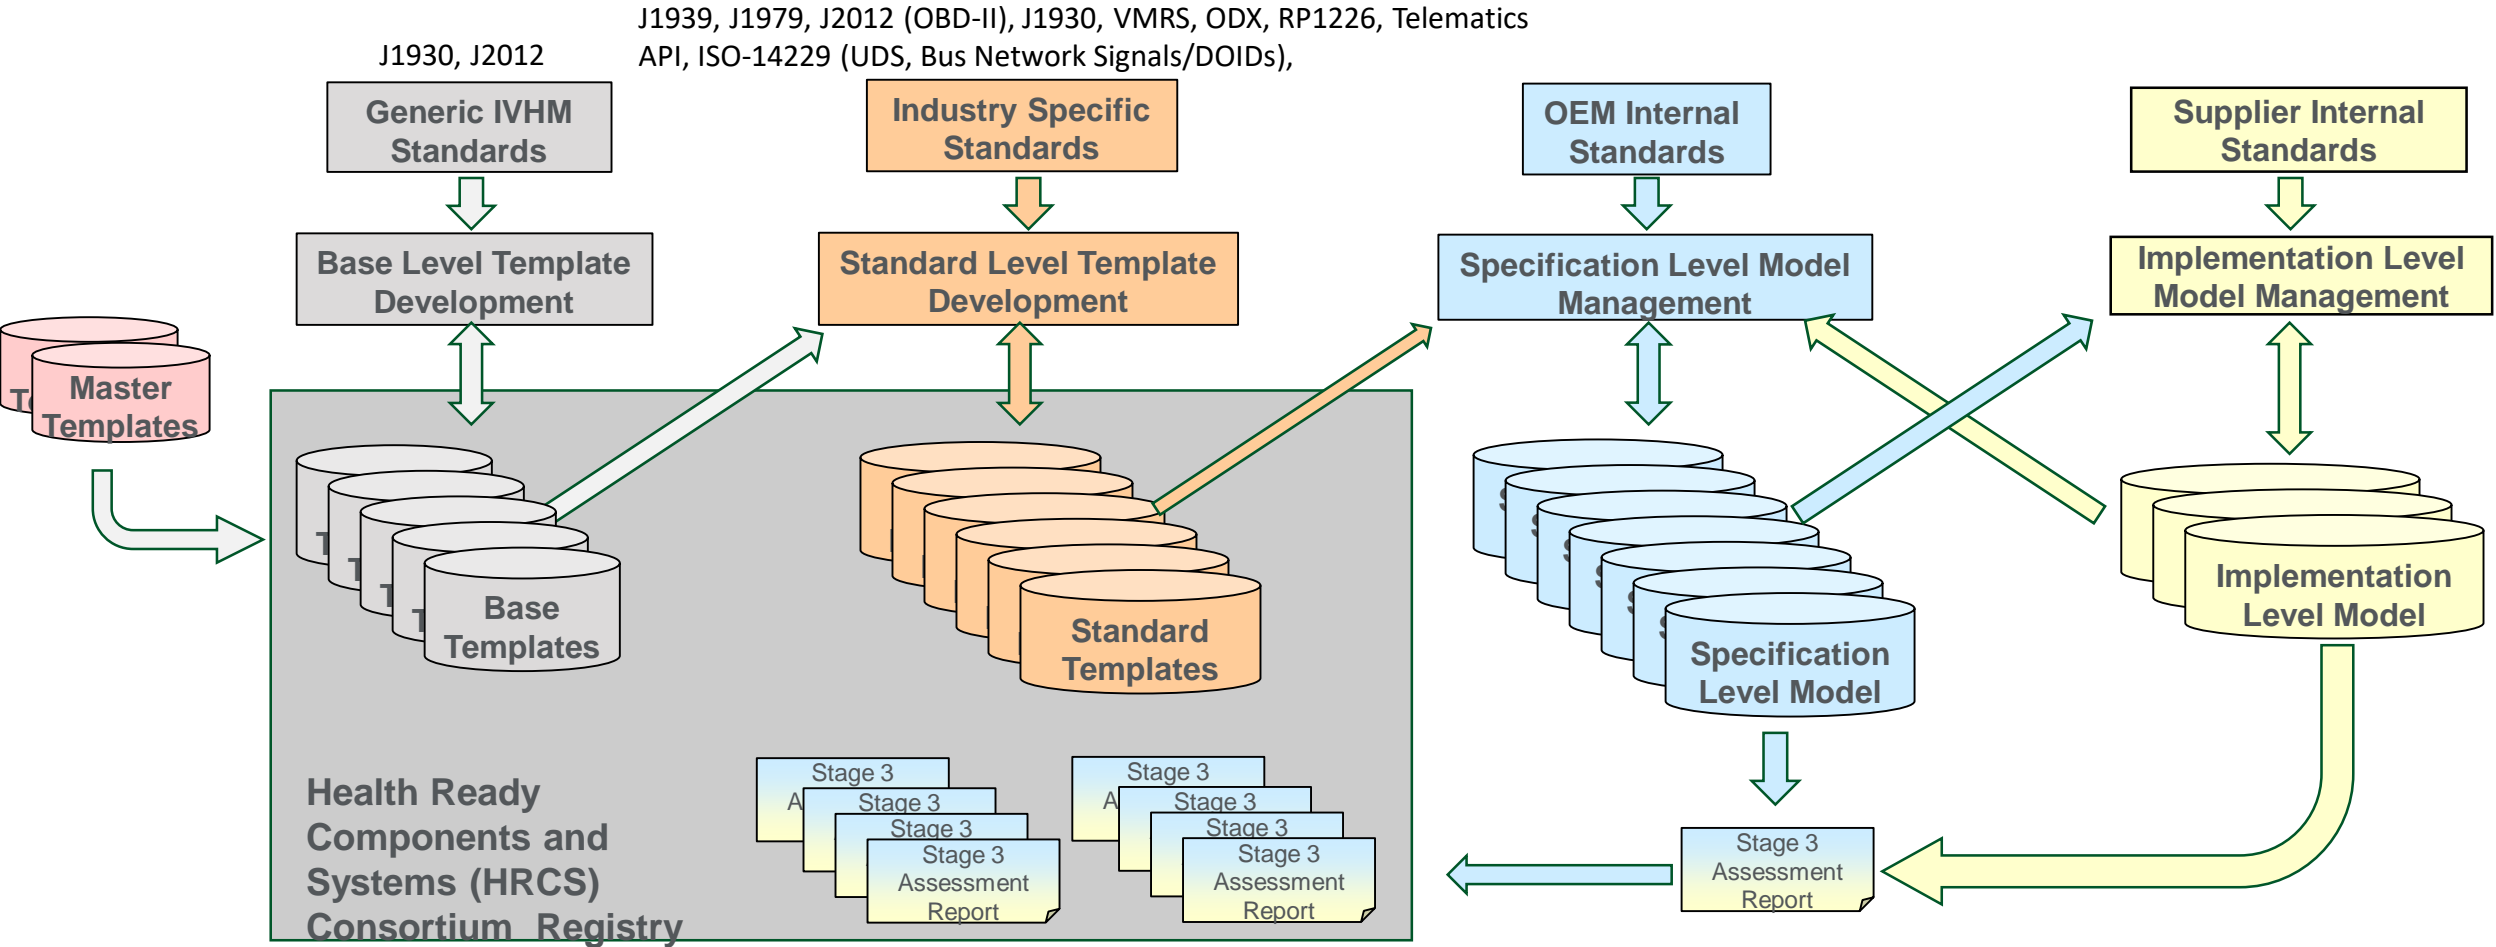 J1939, J1979, J2012 (OBD-II), J1930, VMRS, ODX, RP1226, Telematics
API, ISO-14229 (UDS, Bus Network Signals/DOIDs),
J1930, J2012
Generic IVHM
Standards
Industry Specific
Standards
OEM Internal
Standards
Supplier Internal
Standards
Base Level Template
Development
Standard Level Template
Development
Specification Level Model
Management
Implementation Level
Model Management
Master
Templates
Base
Templates
Standard
Templates
Specification
Level Model
Implementation
Level Model
Health Ready
Components and
Systems (HRCS)
Consortium Registry
Stage 3
A
Stage 3
Stage 3
Stage 3
Assessment
Report
Stage 3
A
Stage 3
Stage 3
Stage 3
Assessment
Report
Stage 3
Assessment
Report